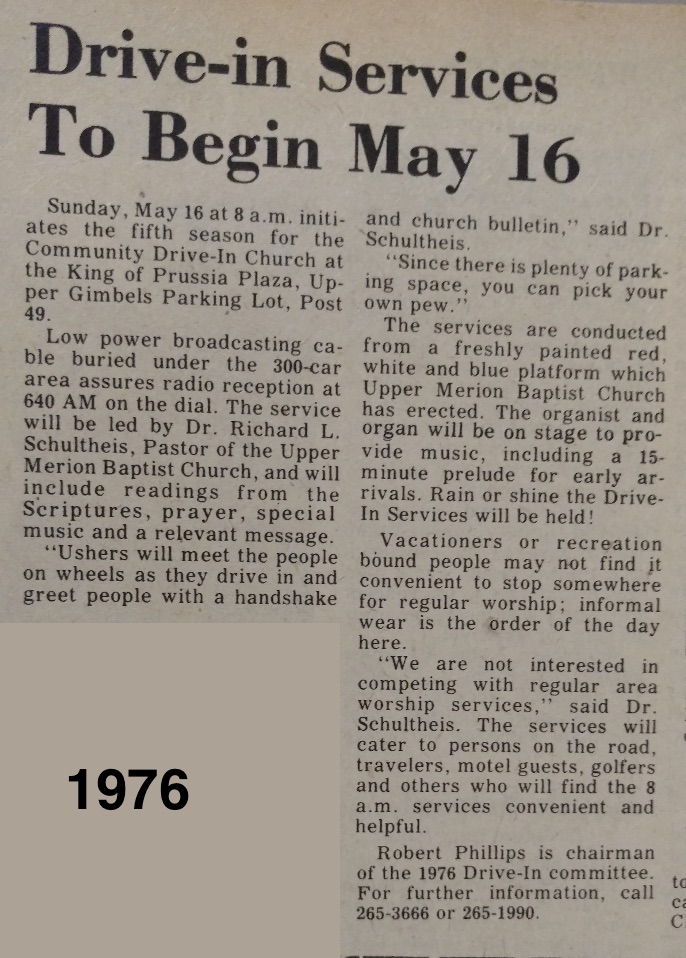 Drive-in Services
To Begin May 16
Sunday, May 16 at 8 a.m. initi-
ates the fifth season for the
Community Drive-In Church at
the King of Prussia Plaza, Up-
per Gimbels Parking Lot, Post
49.
Low power broadcasting ca-
ble buried under the 300-car
area assures radio reception at
640 AM on the dial. The service
will be led by Dr. Richard L.
Schultheis, Pastor of the Upper
Merion Baptist Church, and will
include readings from the
Scriptures, prayer, special
music and a relevant message.
“Ushers will meet the people
on wheels as they drive in and
greet people with a handshake
and church bulletin,” said Dr.
Schultheis.
“Since there is plenty of park-
ing space, you can pick your
own pew.”
The services are conducted
from a freshly painted red,
white and blue platform which
Upper Merion Baptist Church
has erected. The organist and
organ will be on stage to pro-
vide music, including a 15-
minute prelude for early ar-
rivals. Rain or shine the Drive-
In Services will be held!
Vacationers or recreation
bound people may not find it
convenient to stop somewhere
for regular worship; informal
wear is the order of the day
here.
“We are not interested in
competing with regular area
worship services,” said Dr.
Schultheis. The services will
cater to persons on the road,
travelers, motel guests, golfers
and others who will find the 8
a.m. services convenient and
helpful.
Robert Phillips is chairman
of the 1976 Drive-In committee.
For further information, call
265-3666 or 265-1990.
1976